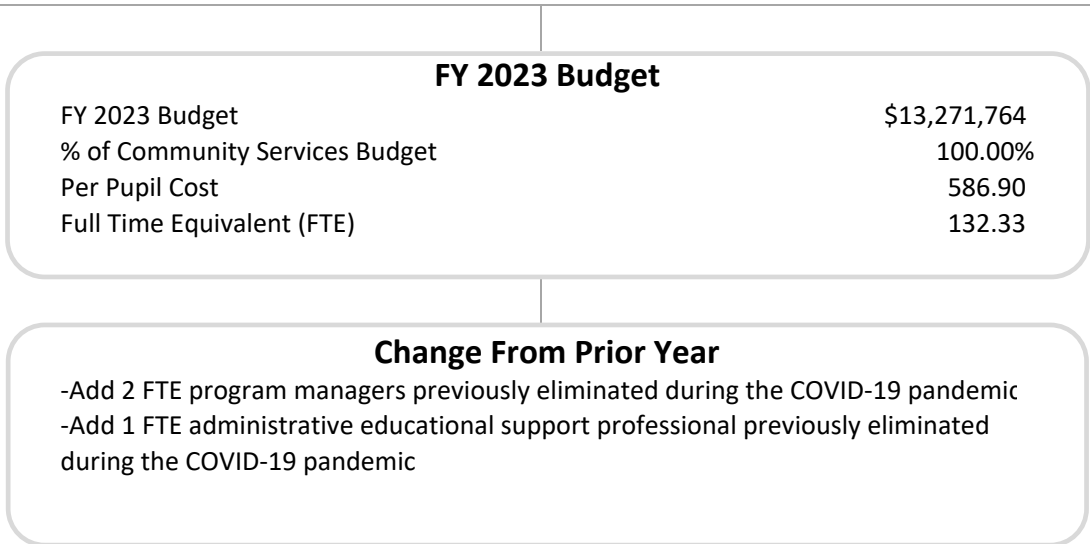 FY 2023 Budget
FY 2023 Budget $13,271,764
% of Community Services Budget 100.00%
Per Pupil Cost 586.90
Full Time Equivalent (FTE) 132.33
Change From Prior Year
-Add 2 FTE program managers previously eliminated during the COVID-19 pandemic
-Add 1 FTE administrative educational support professional previously eliminated
during the COVID-19 pandemic